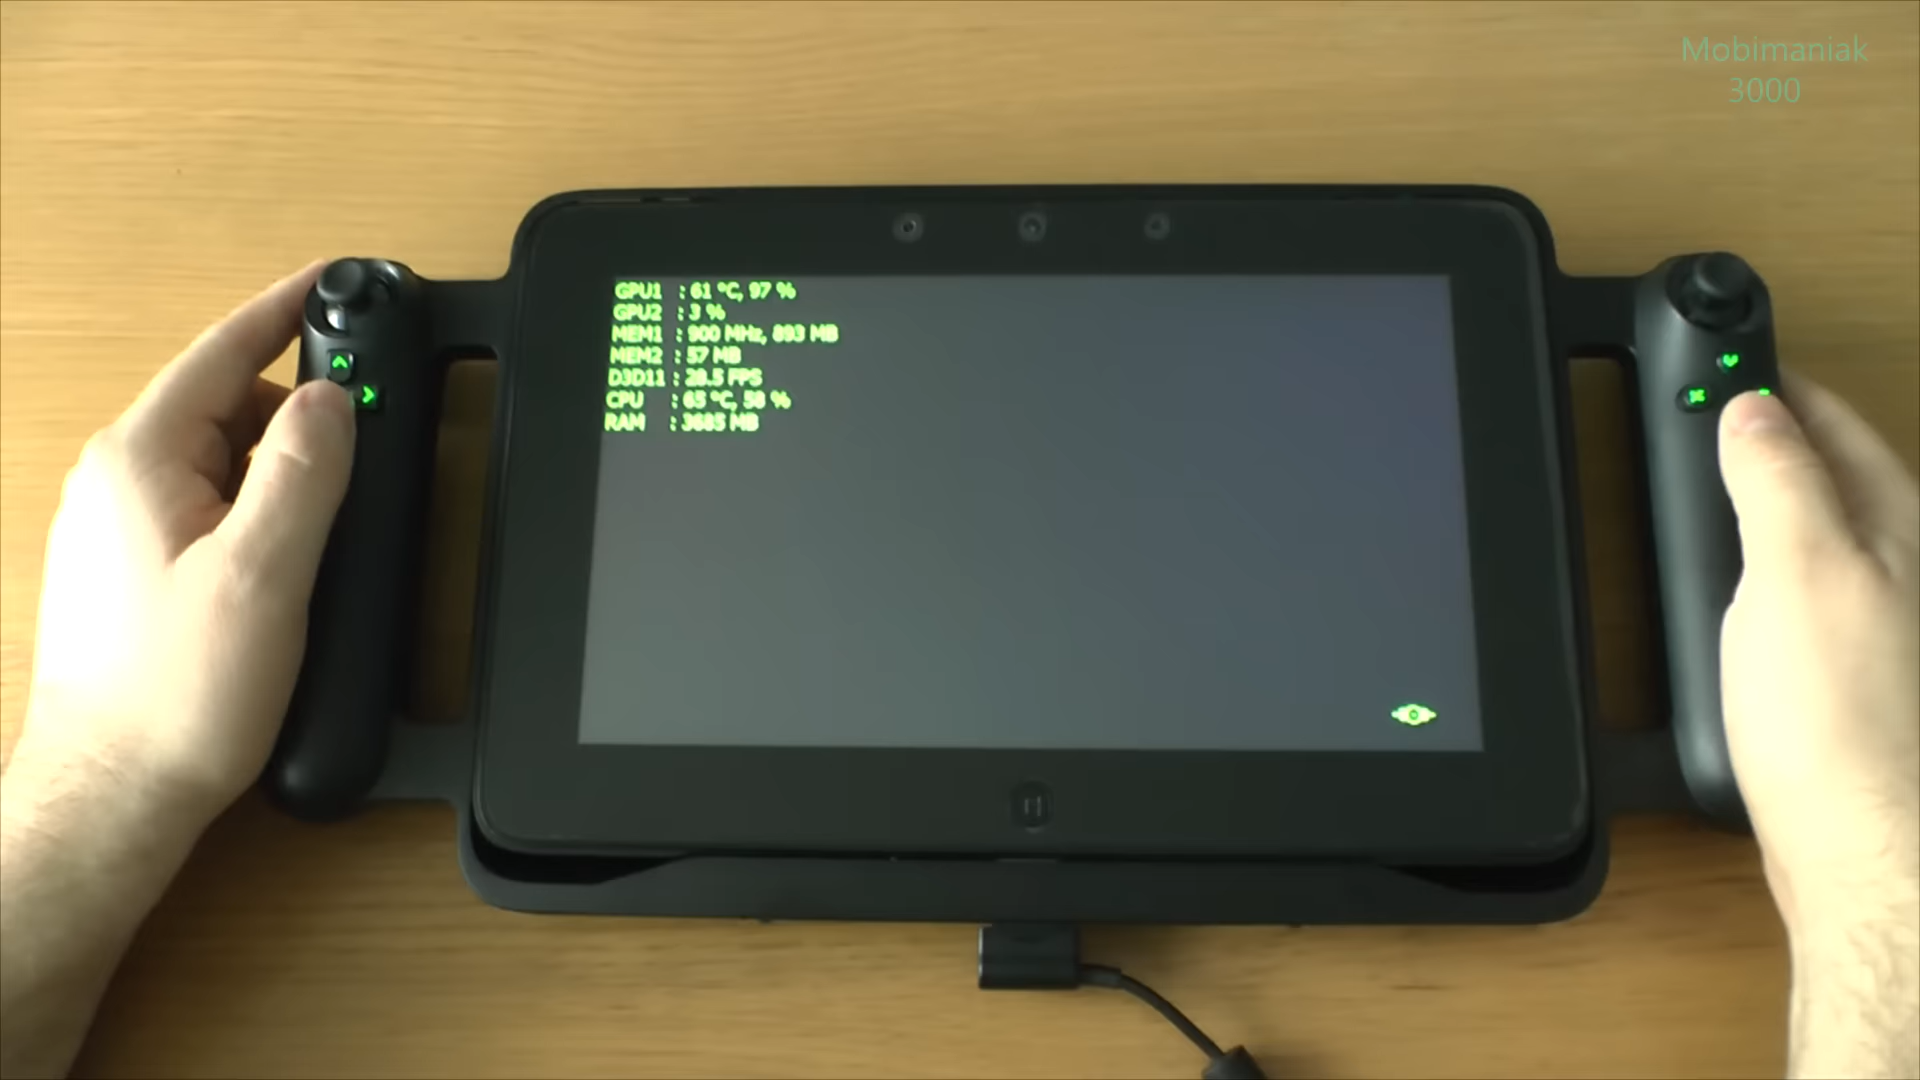 Mobimaniak
3000
GPU1 : 61 °C, 97 %
GPU2 : 3 %
MEM1 : 900 MHz, 893 MB
MEM2 : 57 MB
D3D11 : 28.5 FPS
CPU : 65 °C, 58 %
RAM : 3685 MB